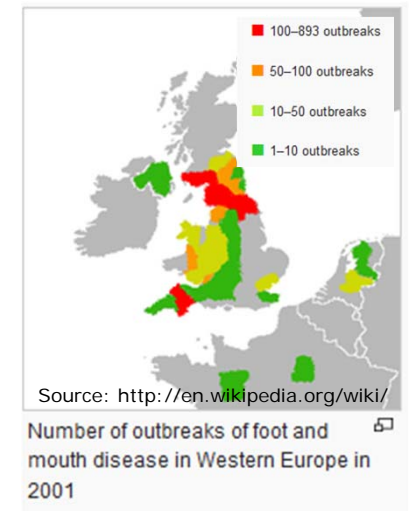 100–893 outbreaks
50–100 outbreaks
10–50 outbreaks
1–10 outbreaks
Source: http://en.wikipedia.org/wiki/
Number of outbreaks of foot and
mouth disease in Western Europe in
2001